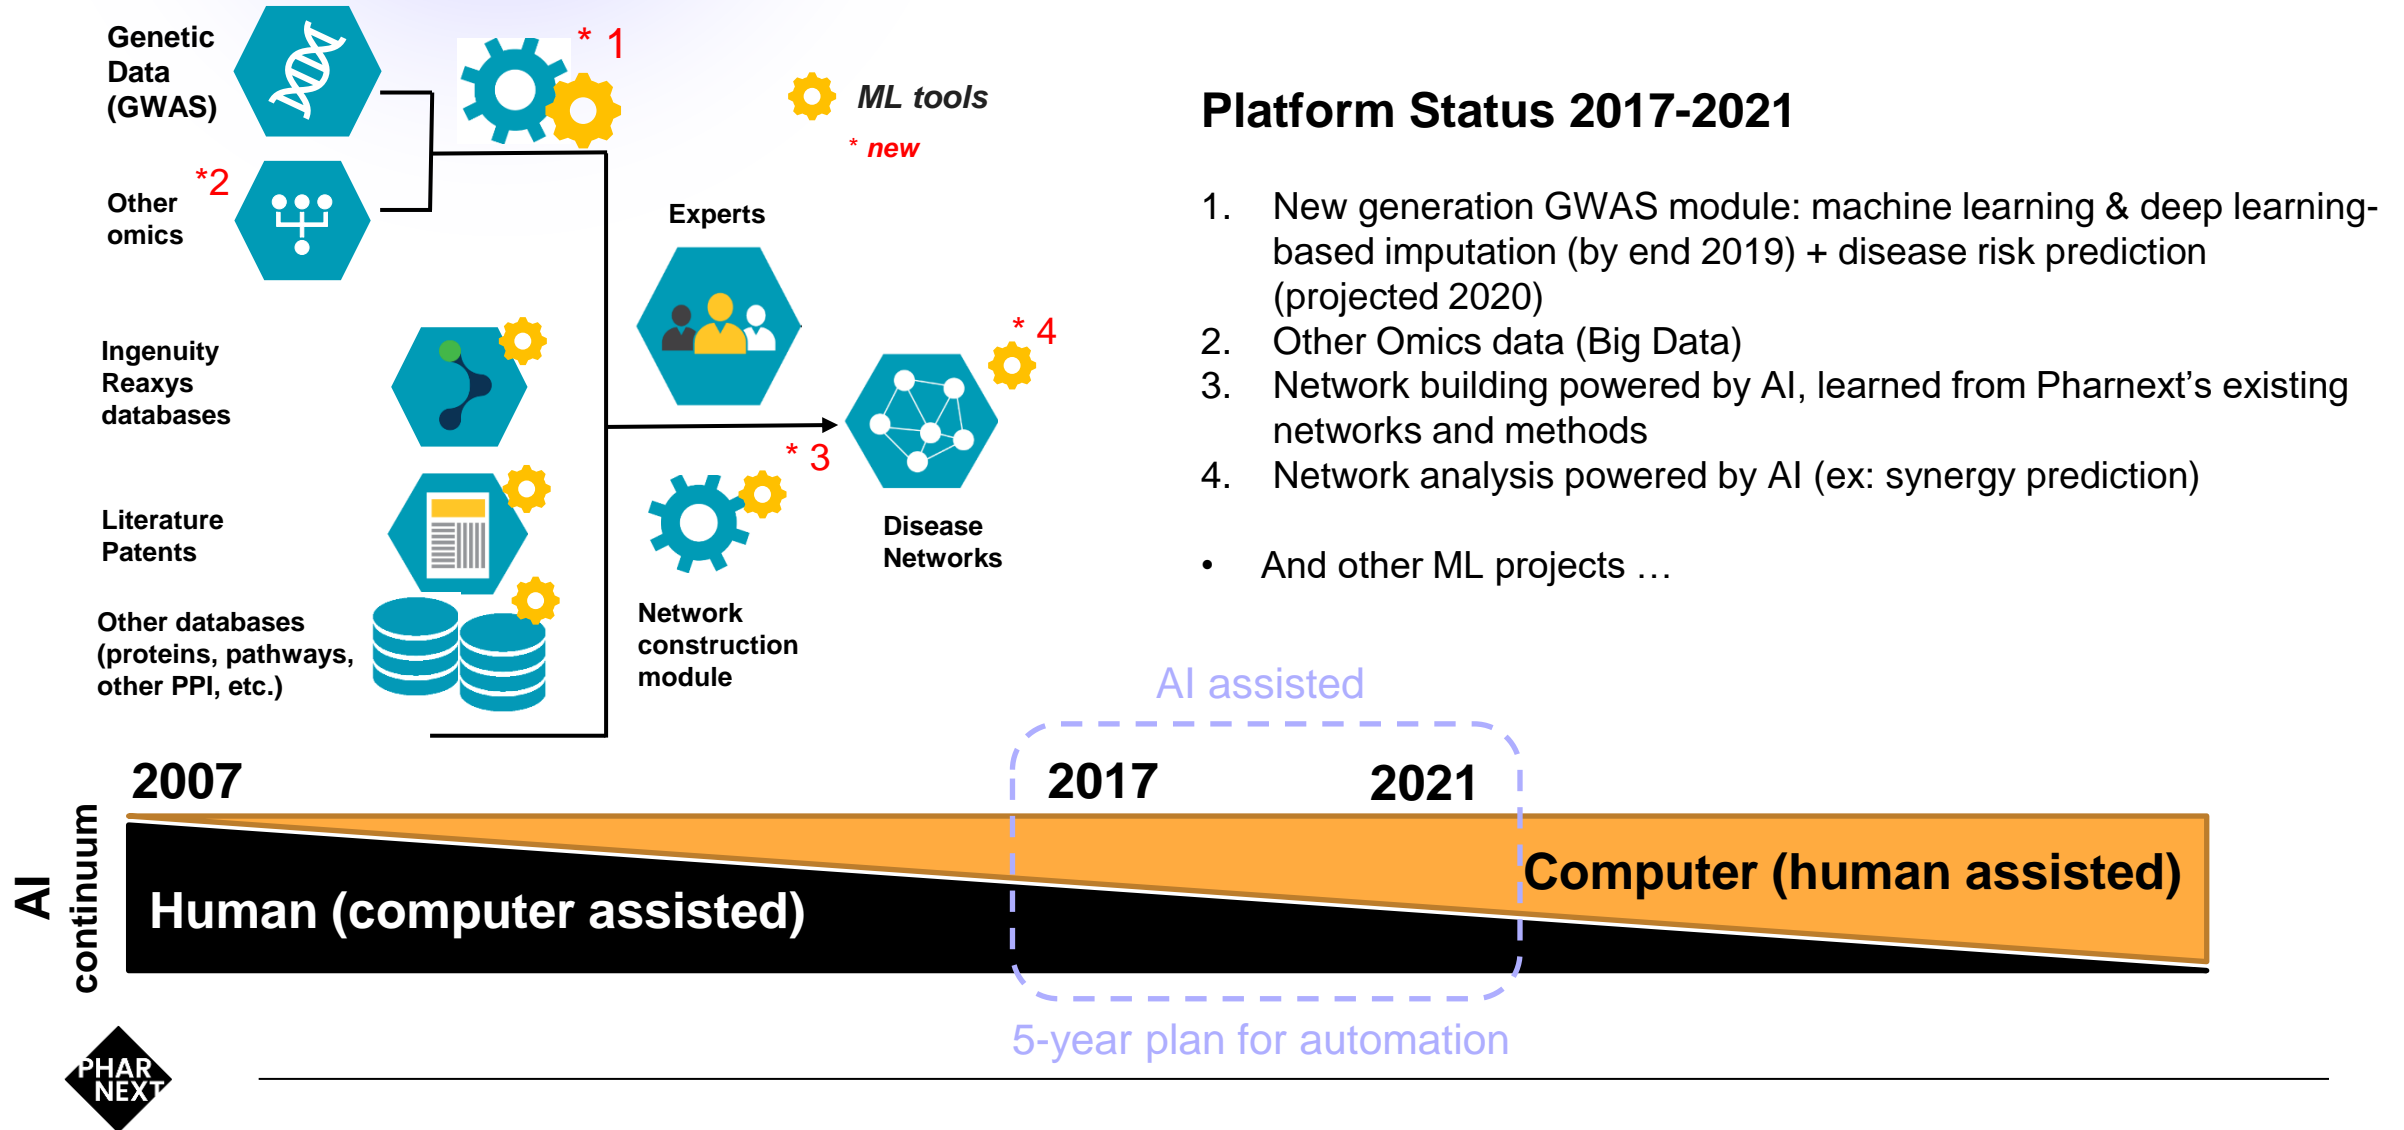 Genetic
Data
(GWAS)
* 1
ML tools
* new
*2
Other
omics
Experts
Ingenuity
Reaxys
databases
* 4
* 3
Literature
Patents
Disease
Networks
Other databases
(proteins, pathways,
other PPI, etc.)
Network
construction
module
Platform Status 2017-2021
1. New generation GWAS module: machine learning & deep learning-
based imputation (by end 2019) + disease risk prediction
(projected 2020)
2. Other Omics data (Big Data)
3. Network building powered by AI, learned from Pharnext’s existing
networks and methods
4. Network analysis powered by AI (ex: synergy prediction)
• And other ML projects …
AI assisted
2007
2017
2021
AI
continuum
Human (computer assisted)
Computer (human assisted)
5-year plan for automation
PHAR
NEXT